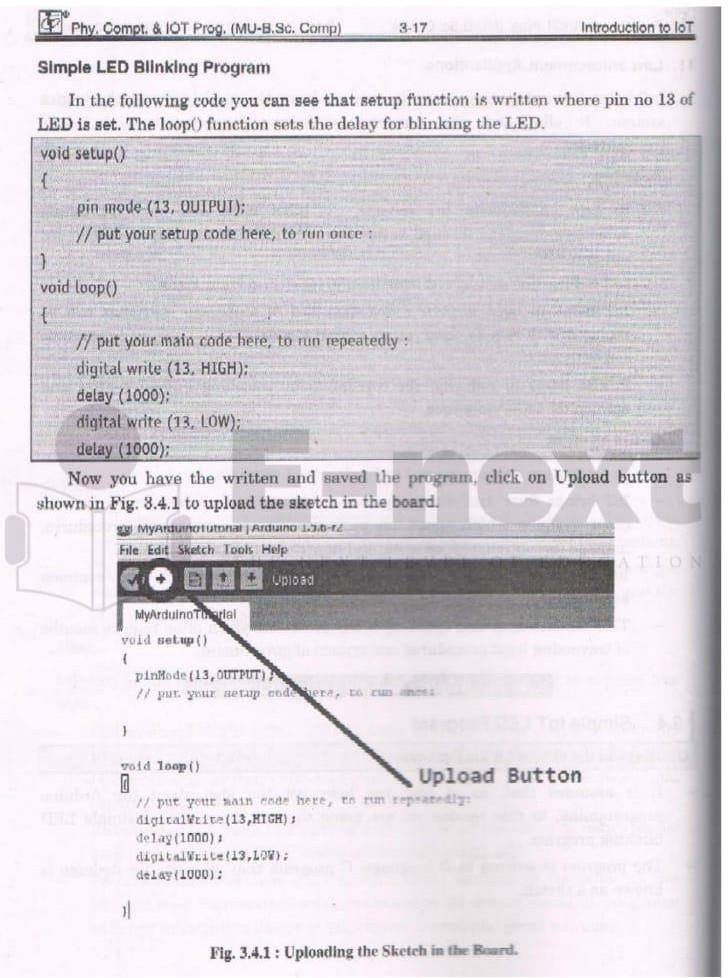 Phy. Compt. & IOT Prog. (MU-B.Sc. Comp) 3-17 Introduction to IoT
Simple LED Blinking Program
In the following code you can see that setup function is written where pin no 13 of
LED is set. The loop() function sets the delay for blinking the LED.
void setup()
{
pin mode (13, OUTPUT);
// put your setup code here, to run once :
}
void loop()
{
// put your main code here, to run repeatedly :
digital write (13, HIGH);
delay (1000);
digital write (13, LOW);
delay (1000);
E-next
Now you have the written and saved the program, click on Upload button as
shown in Fig. 3.4.1 to upload the sketch in the board.
MyArduinoTutorial | Arduino 1.5.6-r2
File Edit Sketch Tools Help
LEVEL OF EDUCATION
Upload
MyArduinoTutorial
void setup()
{
pinMode(13,OUTPUT);
// put your setup code here, to run once:
}
void loop()
{
Upload Button
// put your main code here, to run repeatedly:
digitalWrite(13,HIGH);
delay(1000);
digitalWrite(13,LOW);
delay(1000);
}
Fig. 3.4.1 : Uploading the Sketch in the Board.